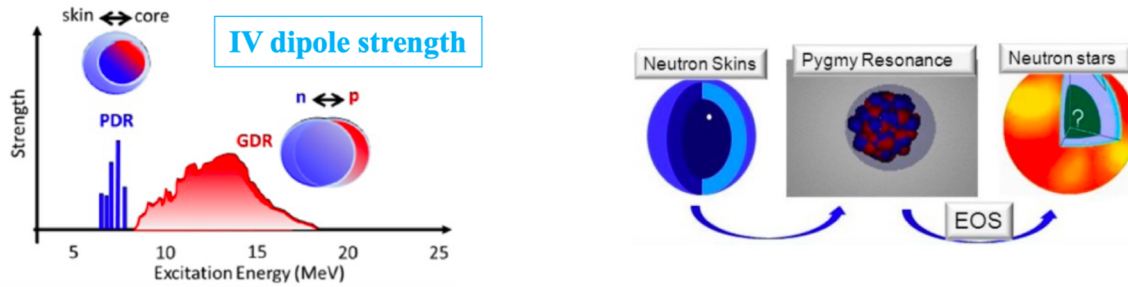 skin core
IV dipole strength
PDR
n p
GDR
Strength
5 10 15 20 25
Excitation Energy (MeV)
Neutron Skins
Pygmy Resonance
Neutron stars
?
EOS